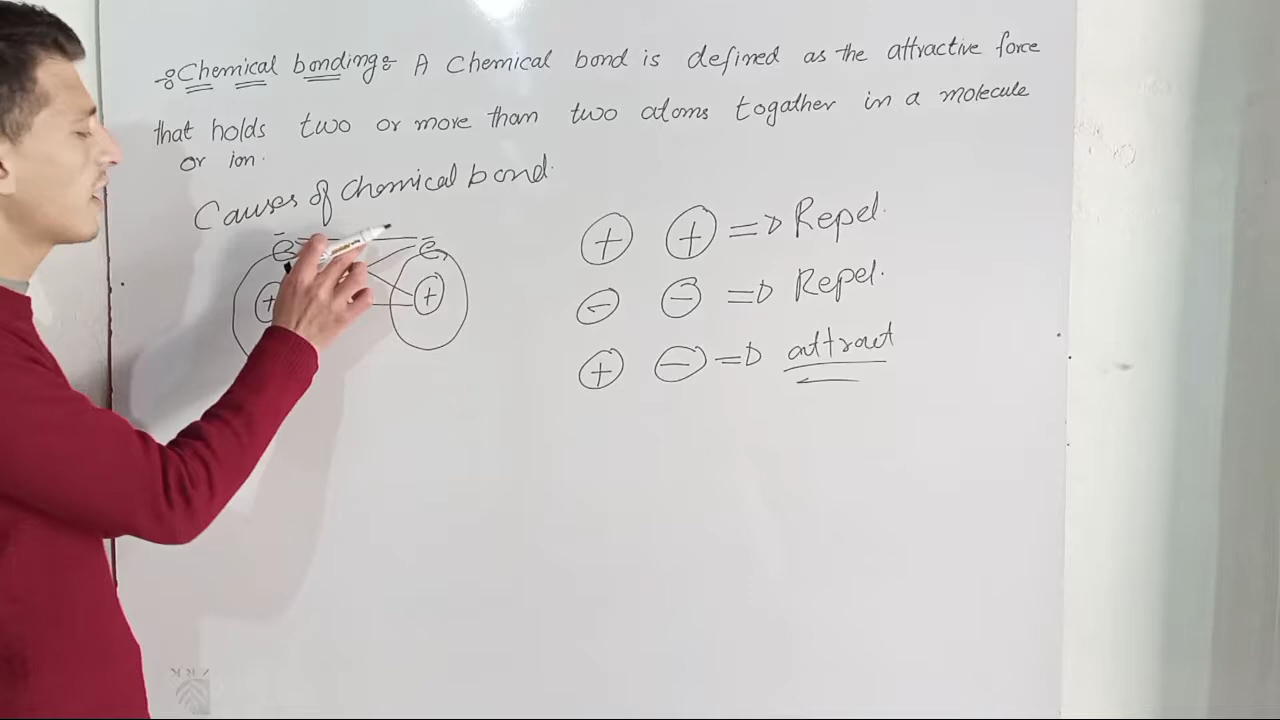 Chemical bonding: A Chemical bond is defined as the attractive force
that holds two or more than two atoms togather in a molecule
or ion.
Causes of chemical bond.
e⁻ e⁻
+ +
+ + => Repel.
- - => Repel.
+ - => attract